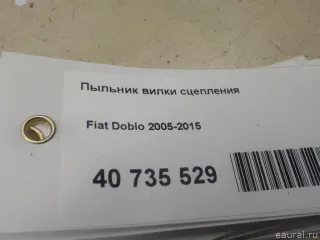 Пыльник вилки сцепления
Fiat Doblo 2005-2015
40 735 529
eaural.ru